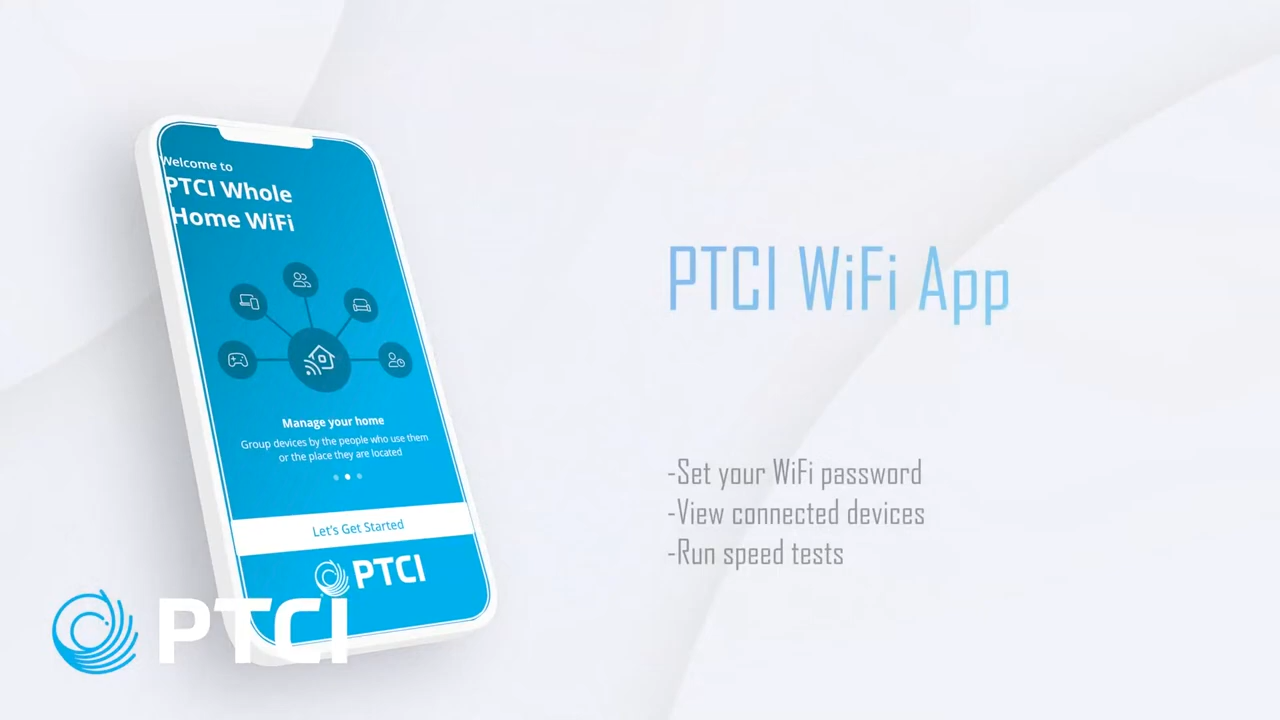 Welcome to
PTCI Whole
Home WiFi
Manage your home
Group devices by the people who use them
or the place they are located
Let's Get Started
PTCI
PTCI
PTCI WiFi App
-Set your WiFi password
-View connected devices
-Run speed tests